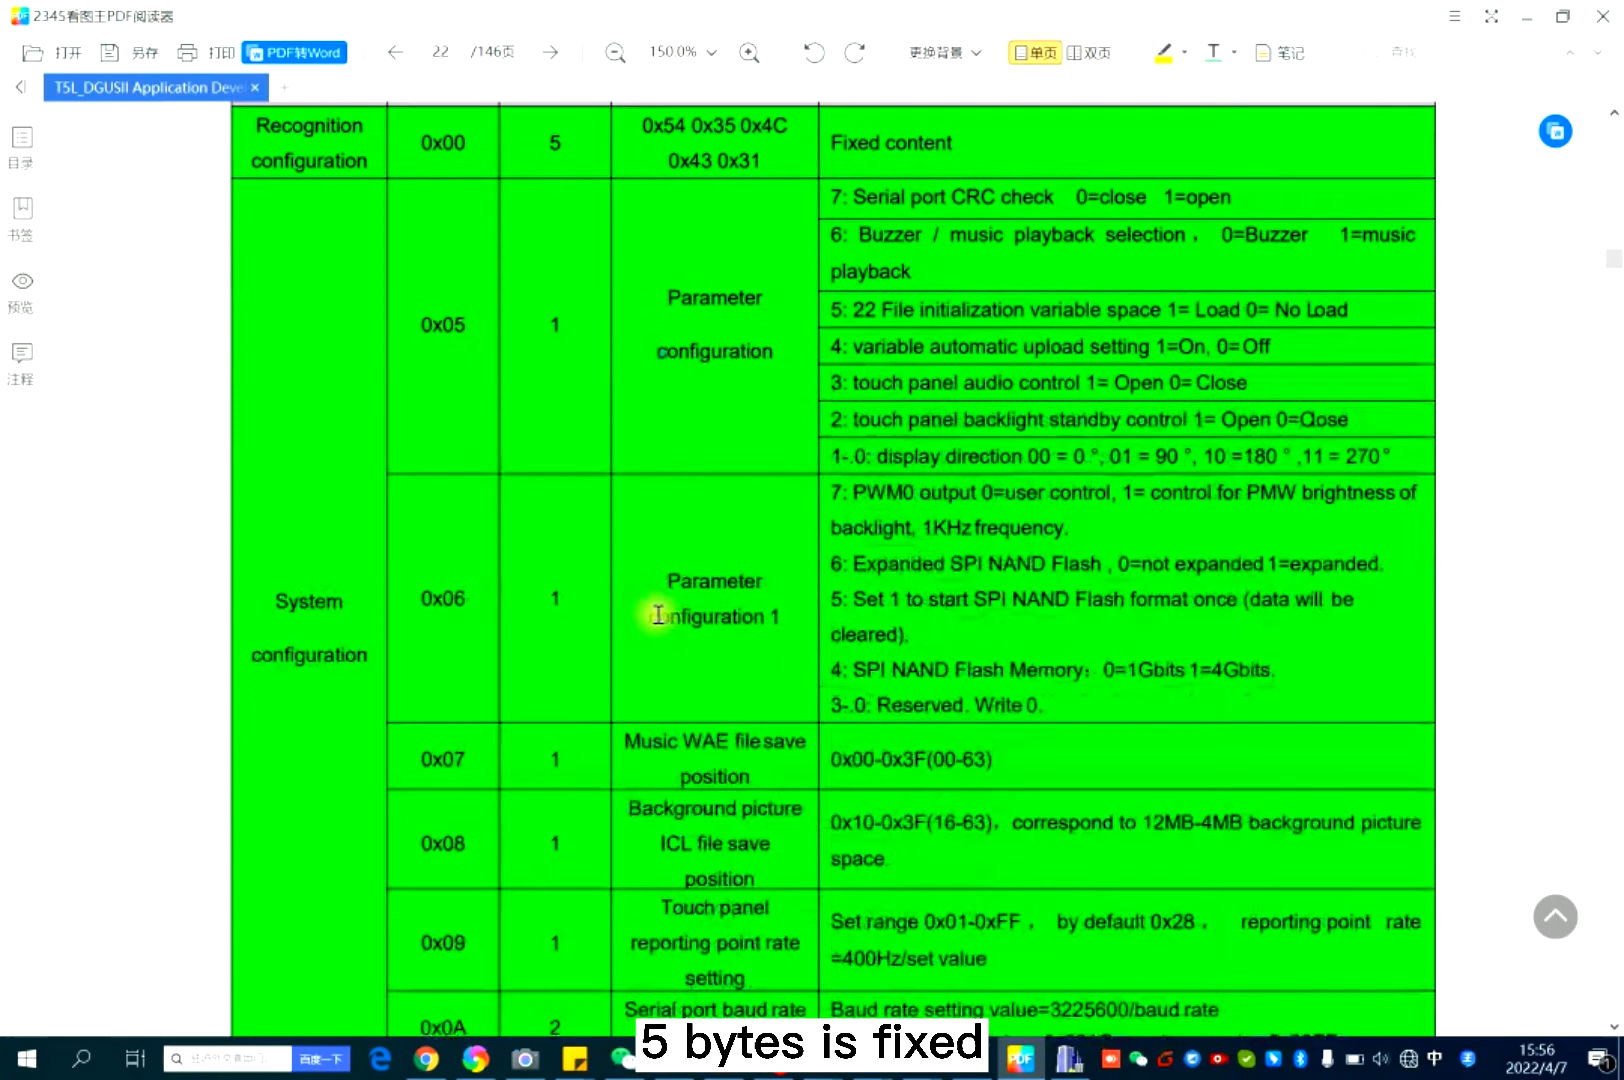 2345看图王PDF阅读器
打开 另存 打印 PDF转Word 22 /146页 150.0% 更换背景 单页 双页 T 笔记 查找
T5L_DGUSII Application Deve
目录
书签
预览
注释
Recognition
configuration
0x00
5
0x54 0x35 0x4C
0x43 0x31
Fixed content
System
configuration
0x05
1
Parameter
configuration
7: Serial port CRC check 0=close 1=open
6: Buzzer / music playback selection， 0=Buzzer 1=music
playback
5: 22 File initialization variable space 1= Load 0= No Load
4: variable automatic upload setting 1=On, 0=Off
3: touch panel audio control 1= Open 0= Close
2: touch panel backlight standby control 1= Open 0=Close
1-.0: display direction 00 = 0 °, 01 = 90 °, 10 =180 ° ,11 = 270°
0x06
1
Parameter
configuration 1
7: PWM0 output 0=user control, 1= control for PMW brightness of
backlight, 1KHz frequency.
6: Expanded SPI NAND Flash , 0=not expanded 1=expanded.
5: Set 1 to start SPI NAND Flash format once (data will be
cleared).
4: SPI NAND Flash Memory： 0=1Gbits 1=4Gbits.
3-.0: Reserved. Write 0.
0x07
1
Music WAE file save
position
0x00-0x3F(00-63)
0x08
1
Background picture
ICL file save
position
0x10-0x3F(16-63)，correspond to 12MB-4MB background picture
space.
0x09
1
Touch panel
reporting point rate
setting
Set range 0x01-0xFF， by default 0x28， reporting point rate
=400Hz/set value
0x0A
2
Serial port baud rate
Baud rate setting value=3225600/baud rate
5 bytes is fixed
百度一下
PDF
中
15:56
2022/4/7